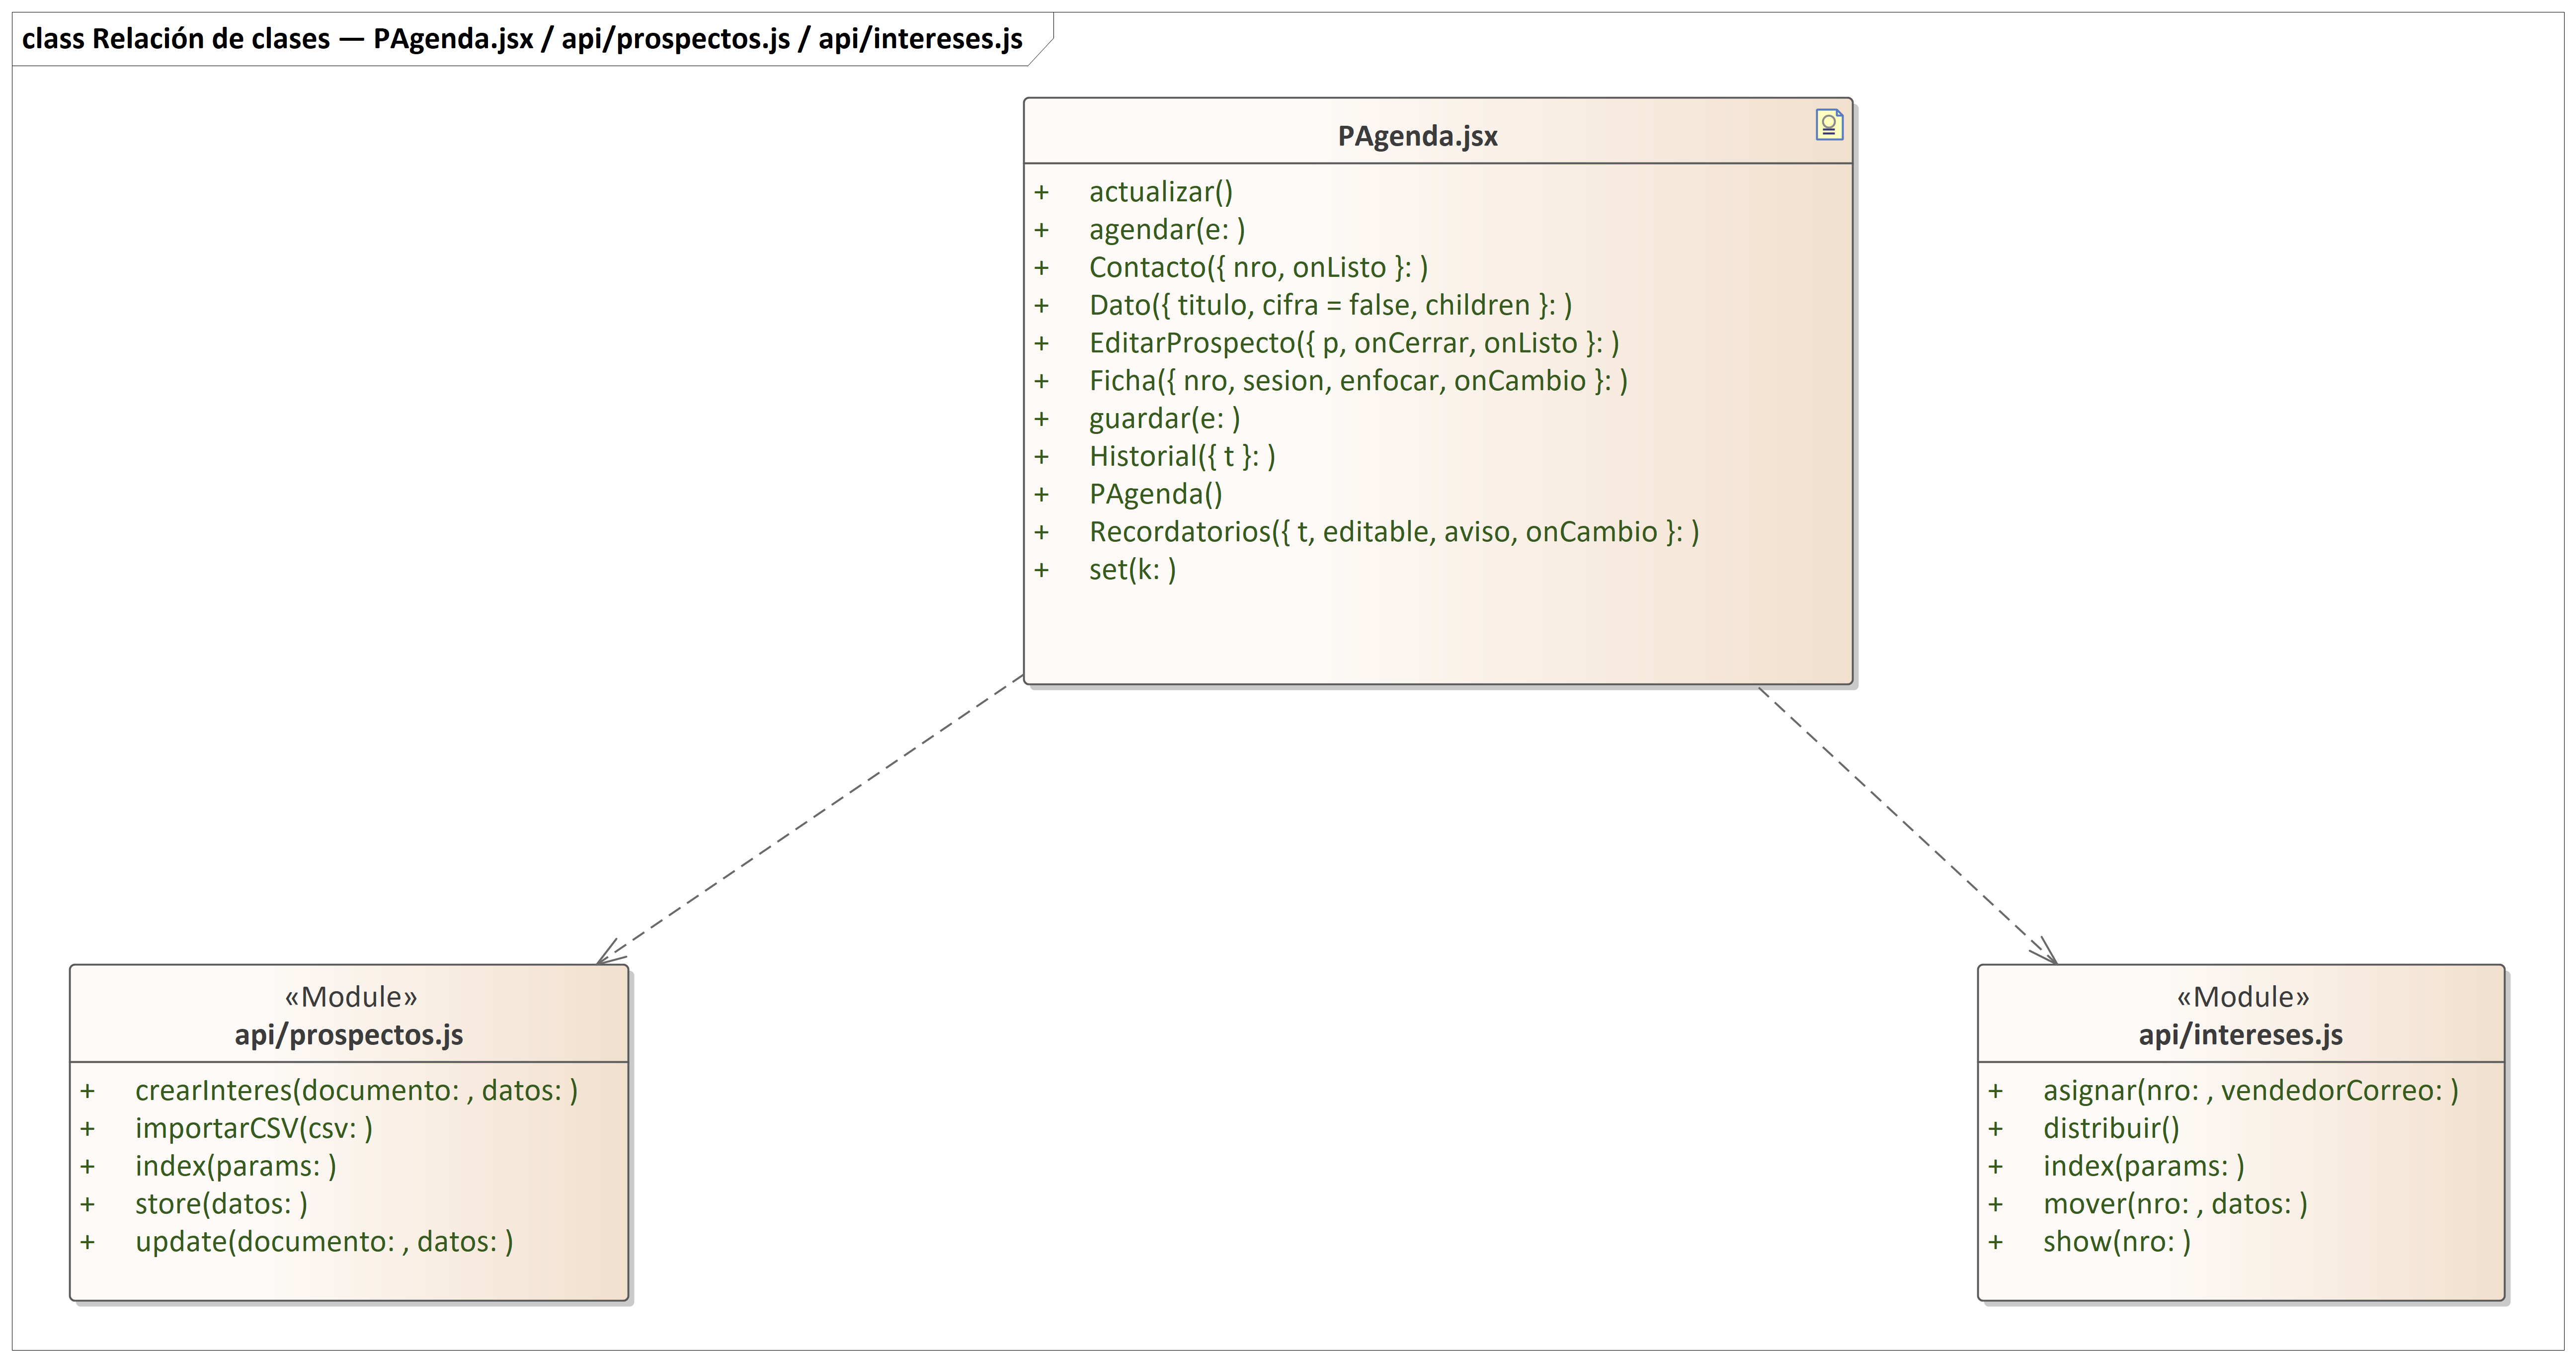 class Relación de clases — PAgenda.jsx / api/prospectos.js / api/intereses.js
PAgenda.jsx
+ actualizar()
+ agendar(e: )
+ Contacto({ nro, onListo }: )
+ Dato({ titulo, cifra = false, children }: )
+ EditarProspecto({ p, onCerrar, onListo }: )
+ Ficha({ nro, sesion, enfocar, onCambio }: )
+ guardar(e: )
+ Historial({ t }: )
+ PAgenda()
+ Recordatorios({ t, editable, aviso, onCambio }: )
+ set(k: )
«Module»
api/prospectos.js
+ crearInteres(documento: , datos: )
+ importarCSV(csv: )
+ index(params: )
+ store(datos: )
+ update(documento: , datos: )
«Module»
api/intereses.js
+ asignar(nro: , vendedorCorreo: )
+ distribuir()
+ index(params: )
+ mover(nro: , datos: )
+ show(nro: )